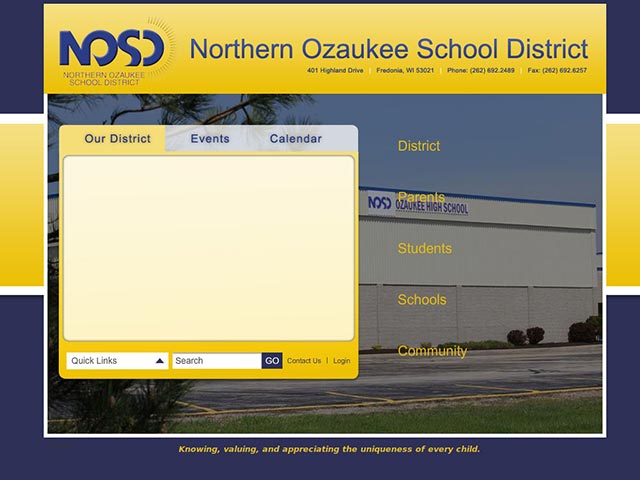 NOSD
NORTHERN OZAUKEE
SCHOOL DISTRICT
Northern Ozaukee School District
401 Highland Drive | Fredonia, WI 53021 | Phone: (262) 692.2489 | Fax: (262) 692.6257
Our District Events Calendar
District
Parents
NOSD OZAUKEE HIGH SCHOOL
Students
Schools
Community
Quick Links Search GO Contact Us | Login
Knowing, valuing, and appreciating the uniqueness of every child.